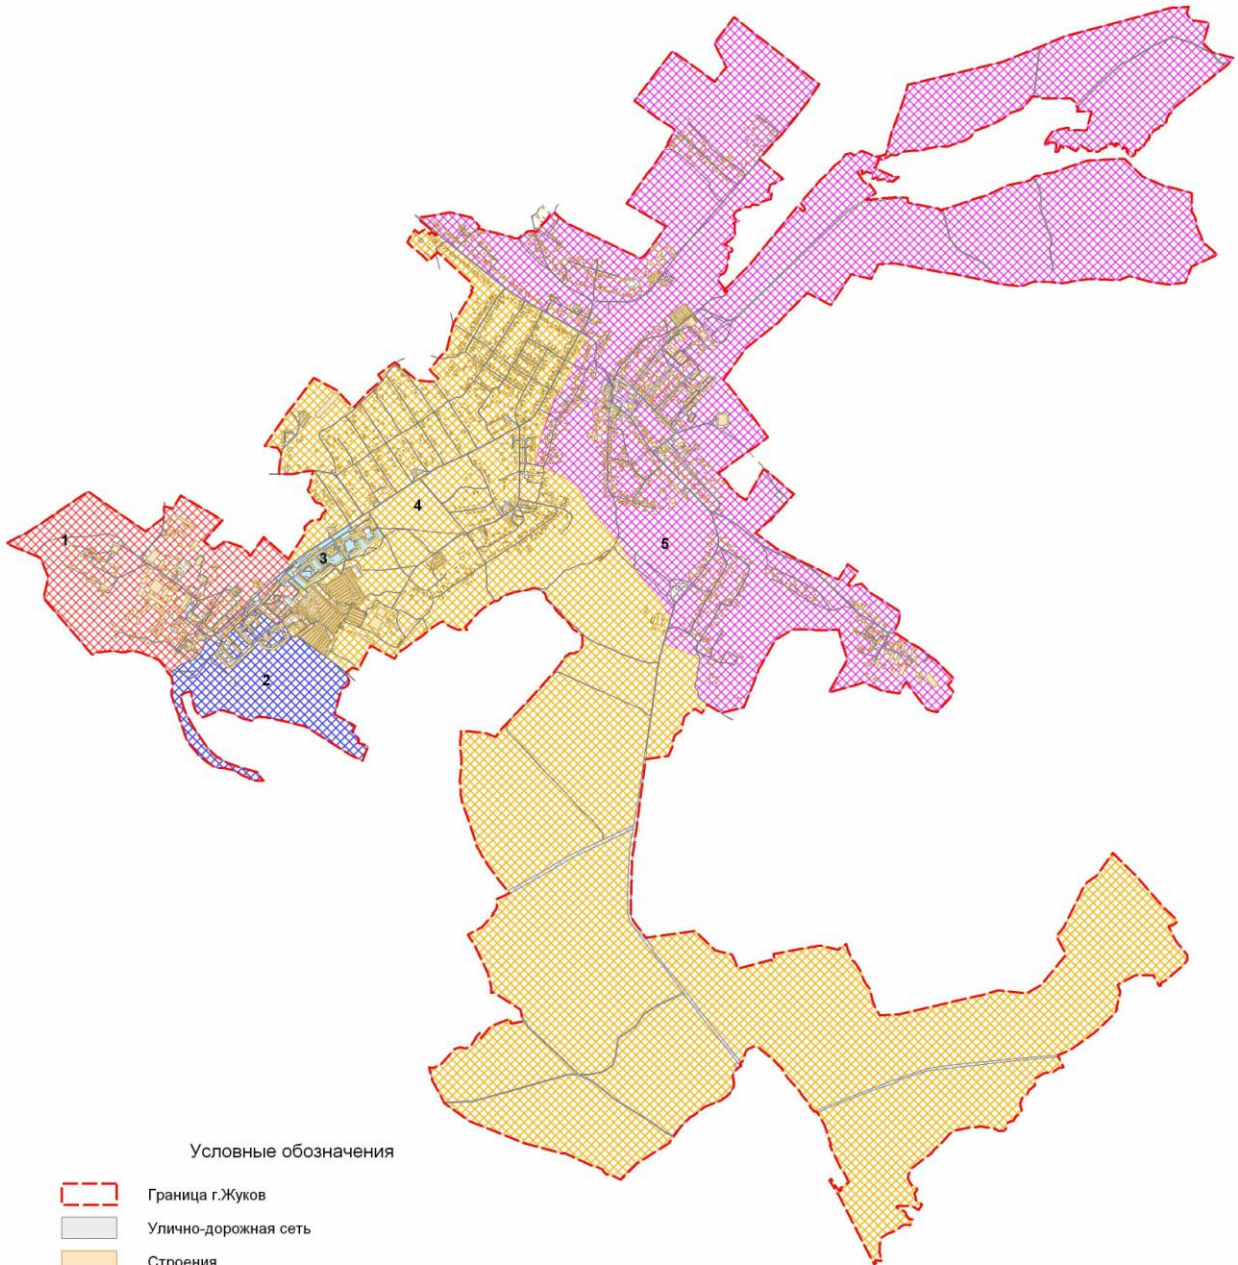 1
2
3
4
5
Условные обозначения
Граница г.Жуков
Улично-дорожная сеть
Строения